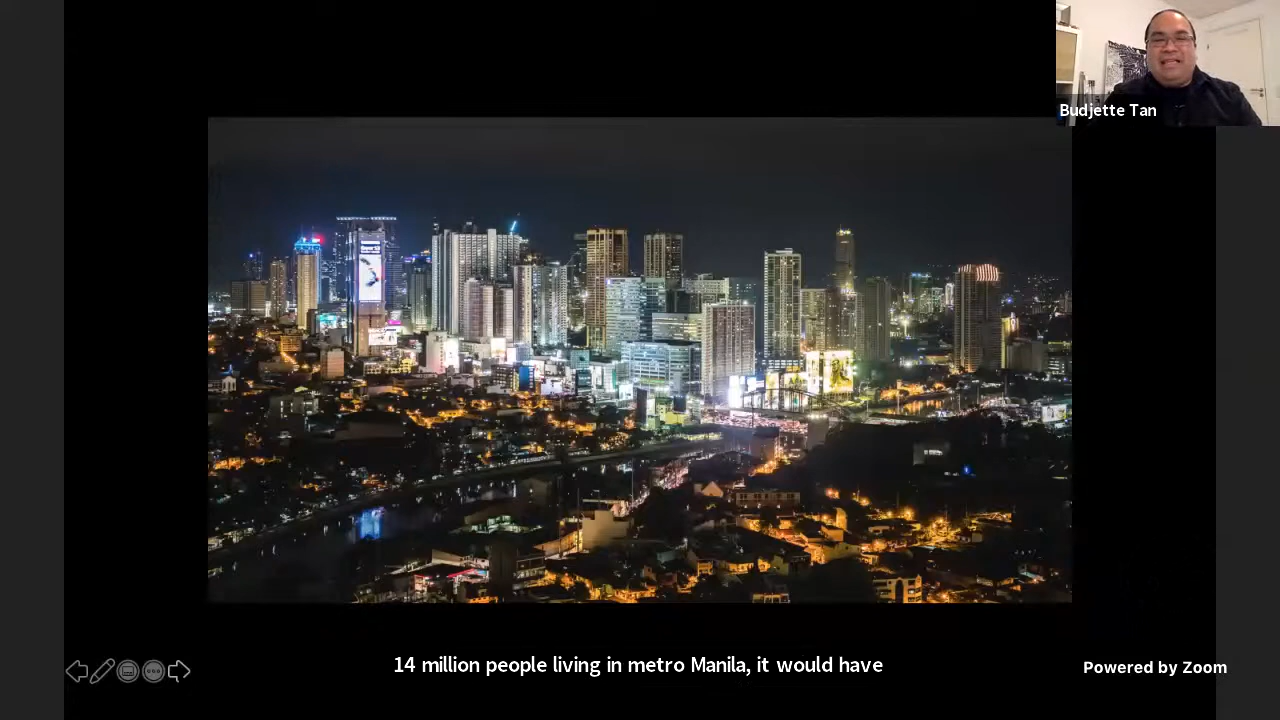 Budjette Tan
14 million people living in metro Manila, it would have
Powered by Zoom